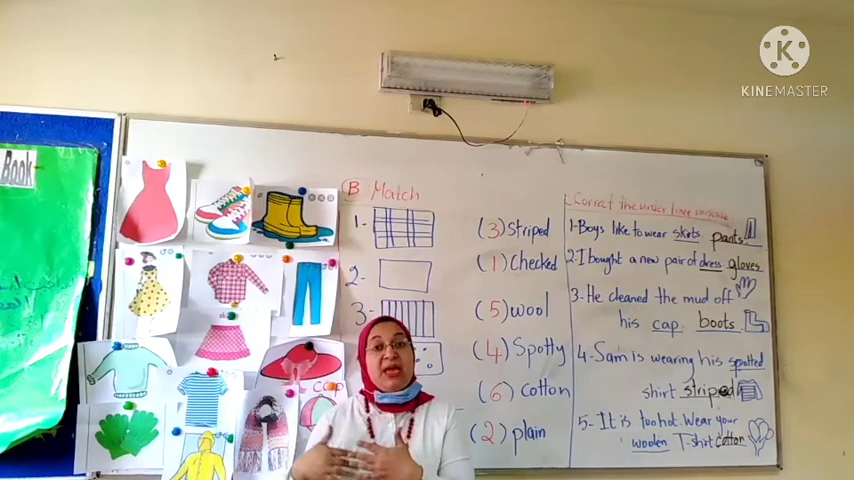 KINEMASTER
Book
B Match
1-
2-
3-
(3) striped
(1) checked
(5) wool
(4) Spotty
(6) cotton
(2) plain
Correct the under lined
1-Boys like to wear skirts pants.
2-I bought a new pair of dress gloves
3-He cleaned the mud off
his cap. boots.
4-Sam is wearing his spotted
shirt striped
5-It is too hot. Wear your
woolen T-shirt cotton
cap